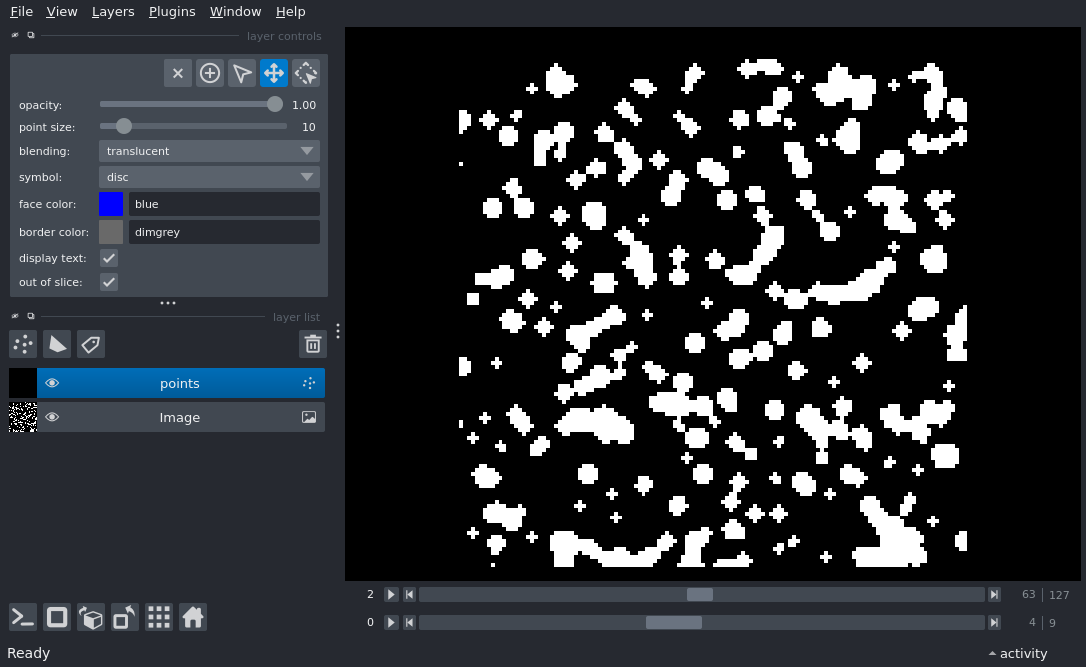 File View Layers Plugins Window Help
layer controls
opacity: 1.00
point size: 10
blending: translucent
symbol: disc
face color: blue
border color: dimgrey
display text:
out of slice:
layer list
points
Image
2 63 127
0 4 9
Ready activity